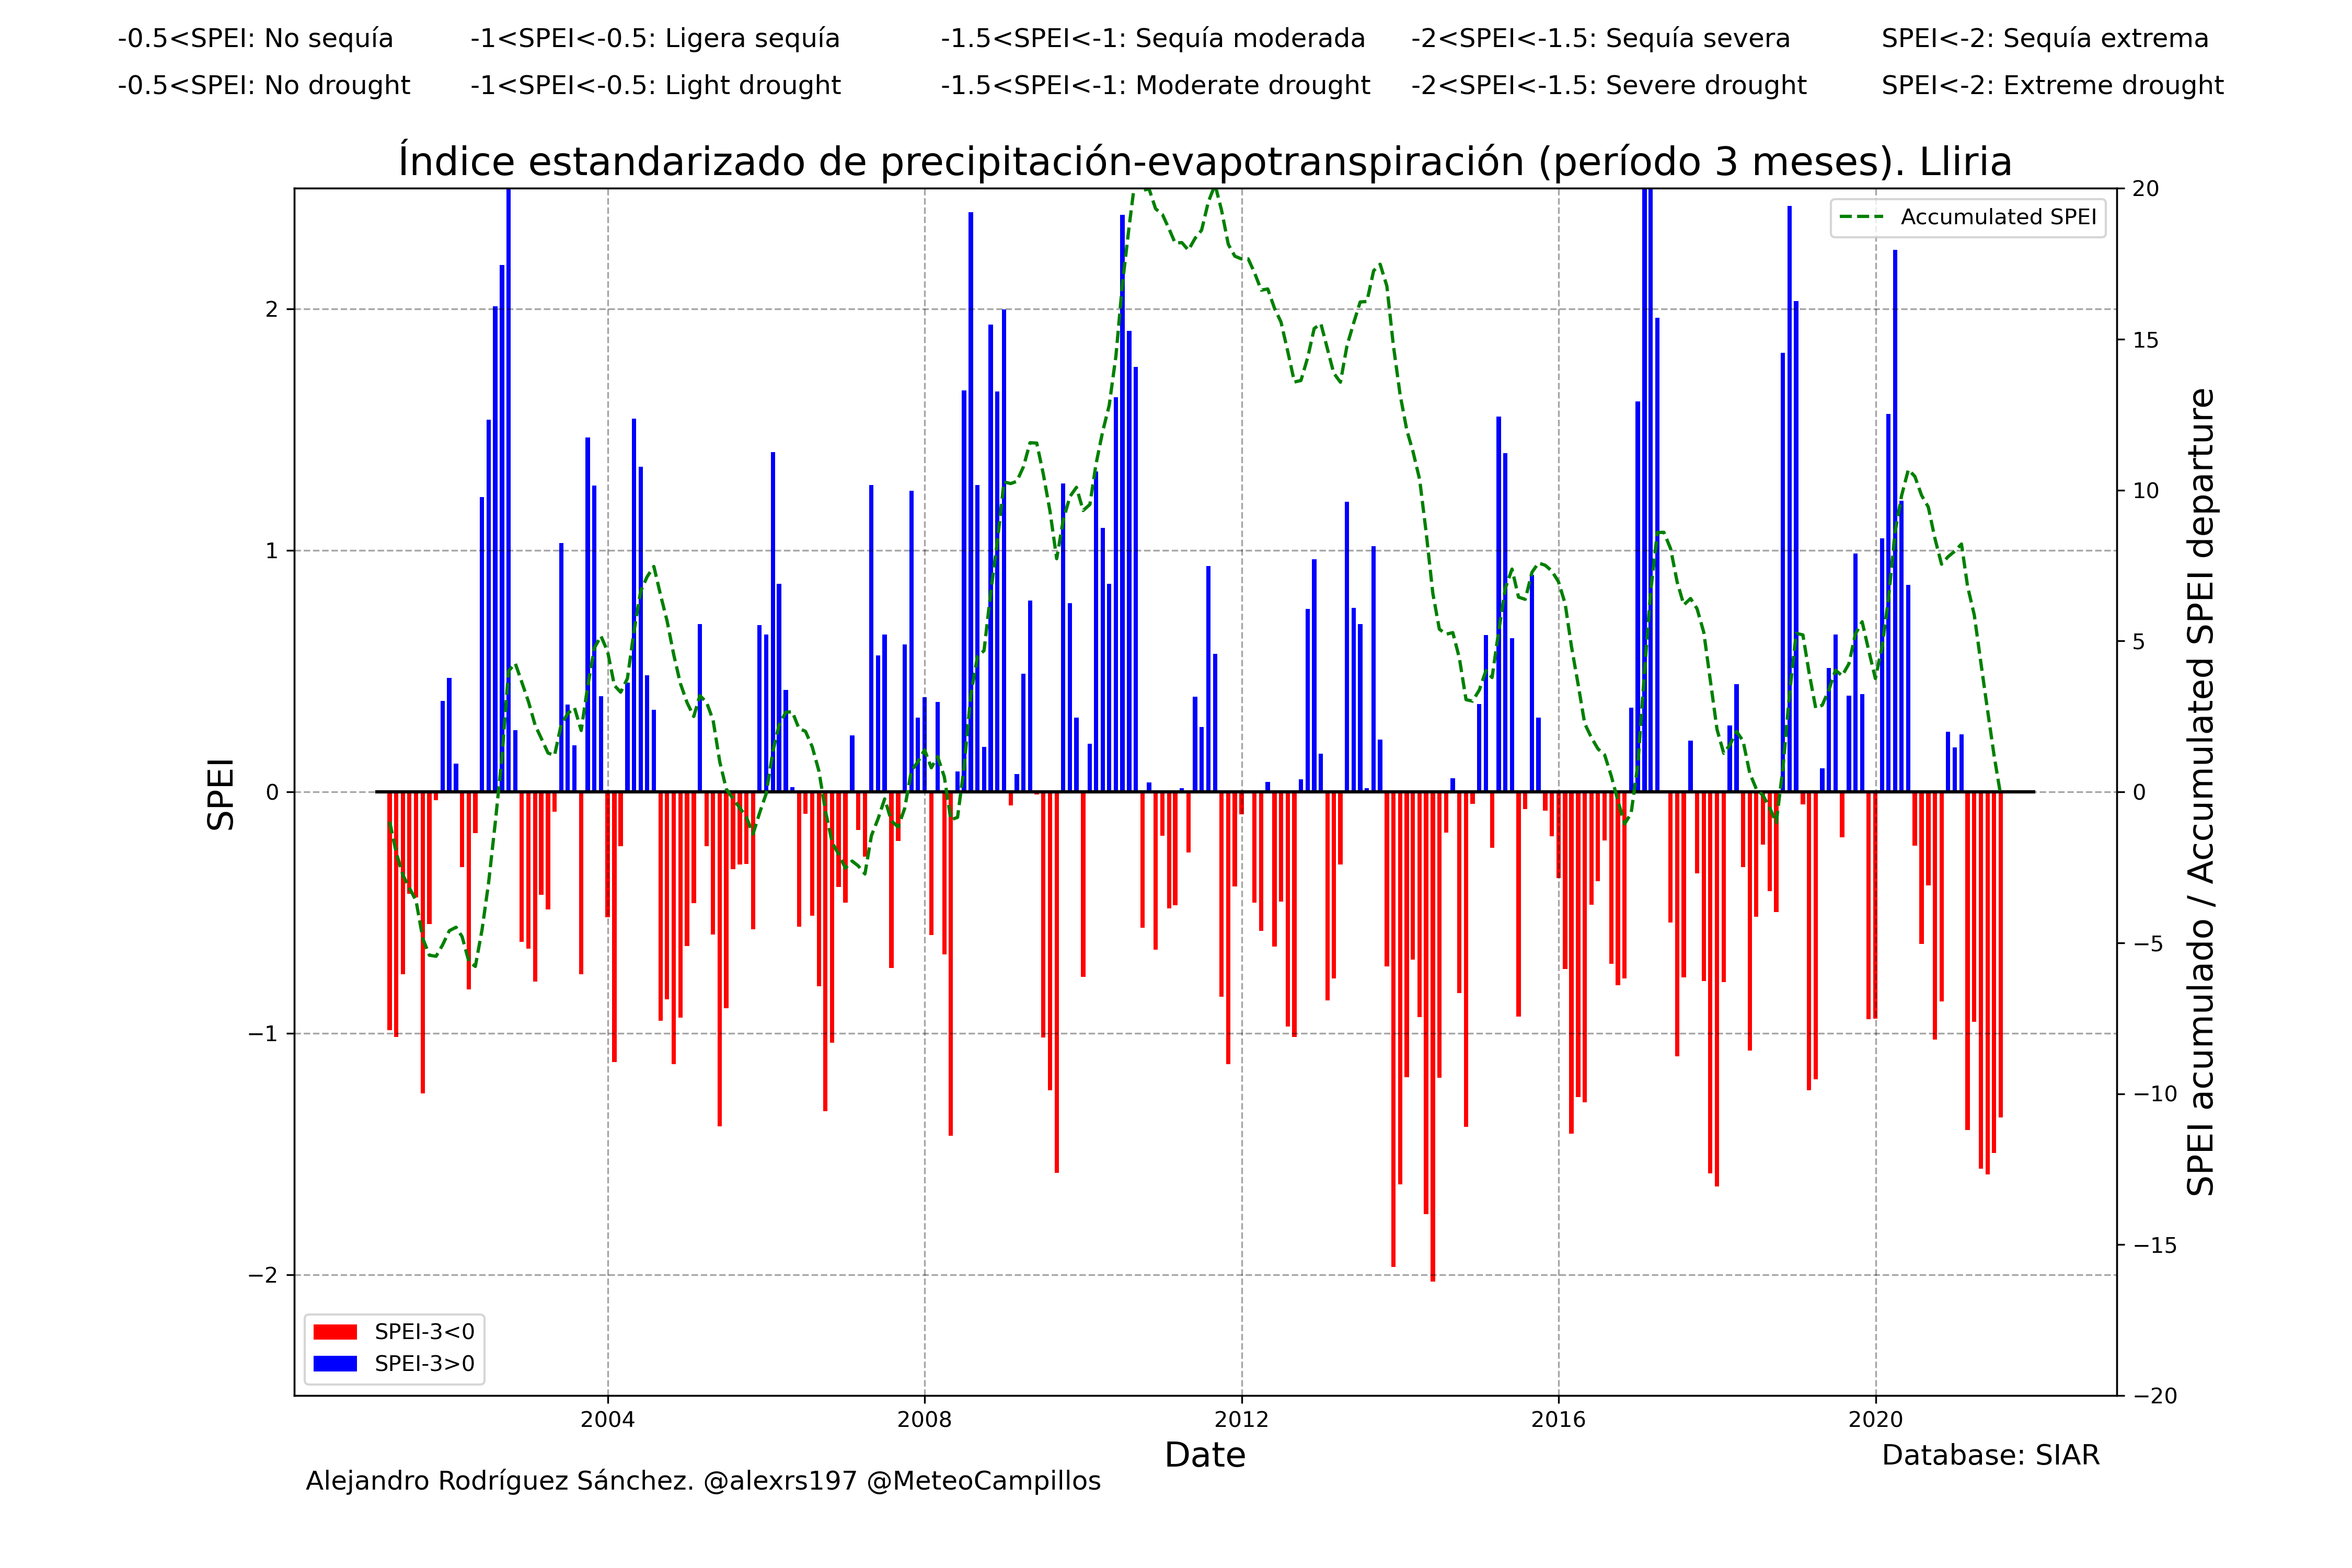 -0.5<SPEI: No sequía -1<SPEI<-0.5: Ligera sequía -1.5<SPEI<-1: Sequía moderada -2<SPEI<-1.5: Sequía severa SPEI<-2: Sequía extrema
-0.5<SPEI: No drought -1<SPEI<-0.5: Light drought -1.5<SPEI<-1: Moderate drought -2<SPEI<-1.5: Severe drought SPEI<-2: Extreme drought
Índice estandarizado de precipitación-evapotranspiración (período 3 meses). Lliria
SPEI
2
1
0
−1
−2
Accumulated SPEI
20
15
10
5
0
−5
−10
−15
−20
SPEI acumulado / Accumulated SPEI departure
SPEI-3<0
SPEI-3>0
2004 2008 2012 2016 2020
Date
Database: SIAR
Alejandro Rodríguez Sánchez. @alexrs197 @MeteoCampillos